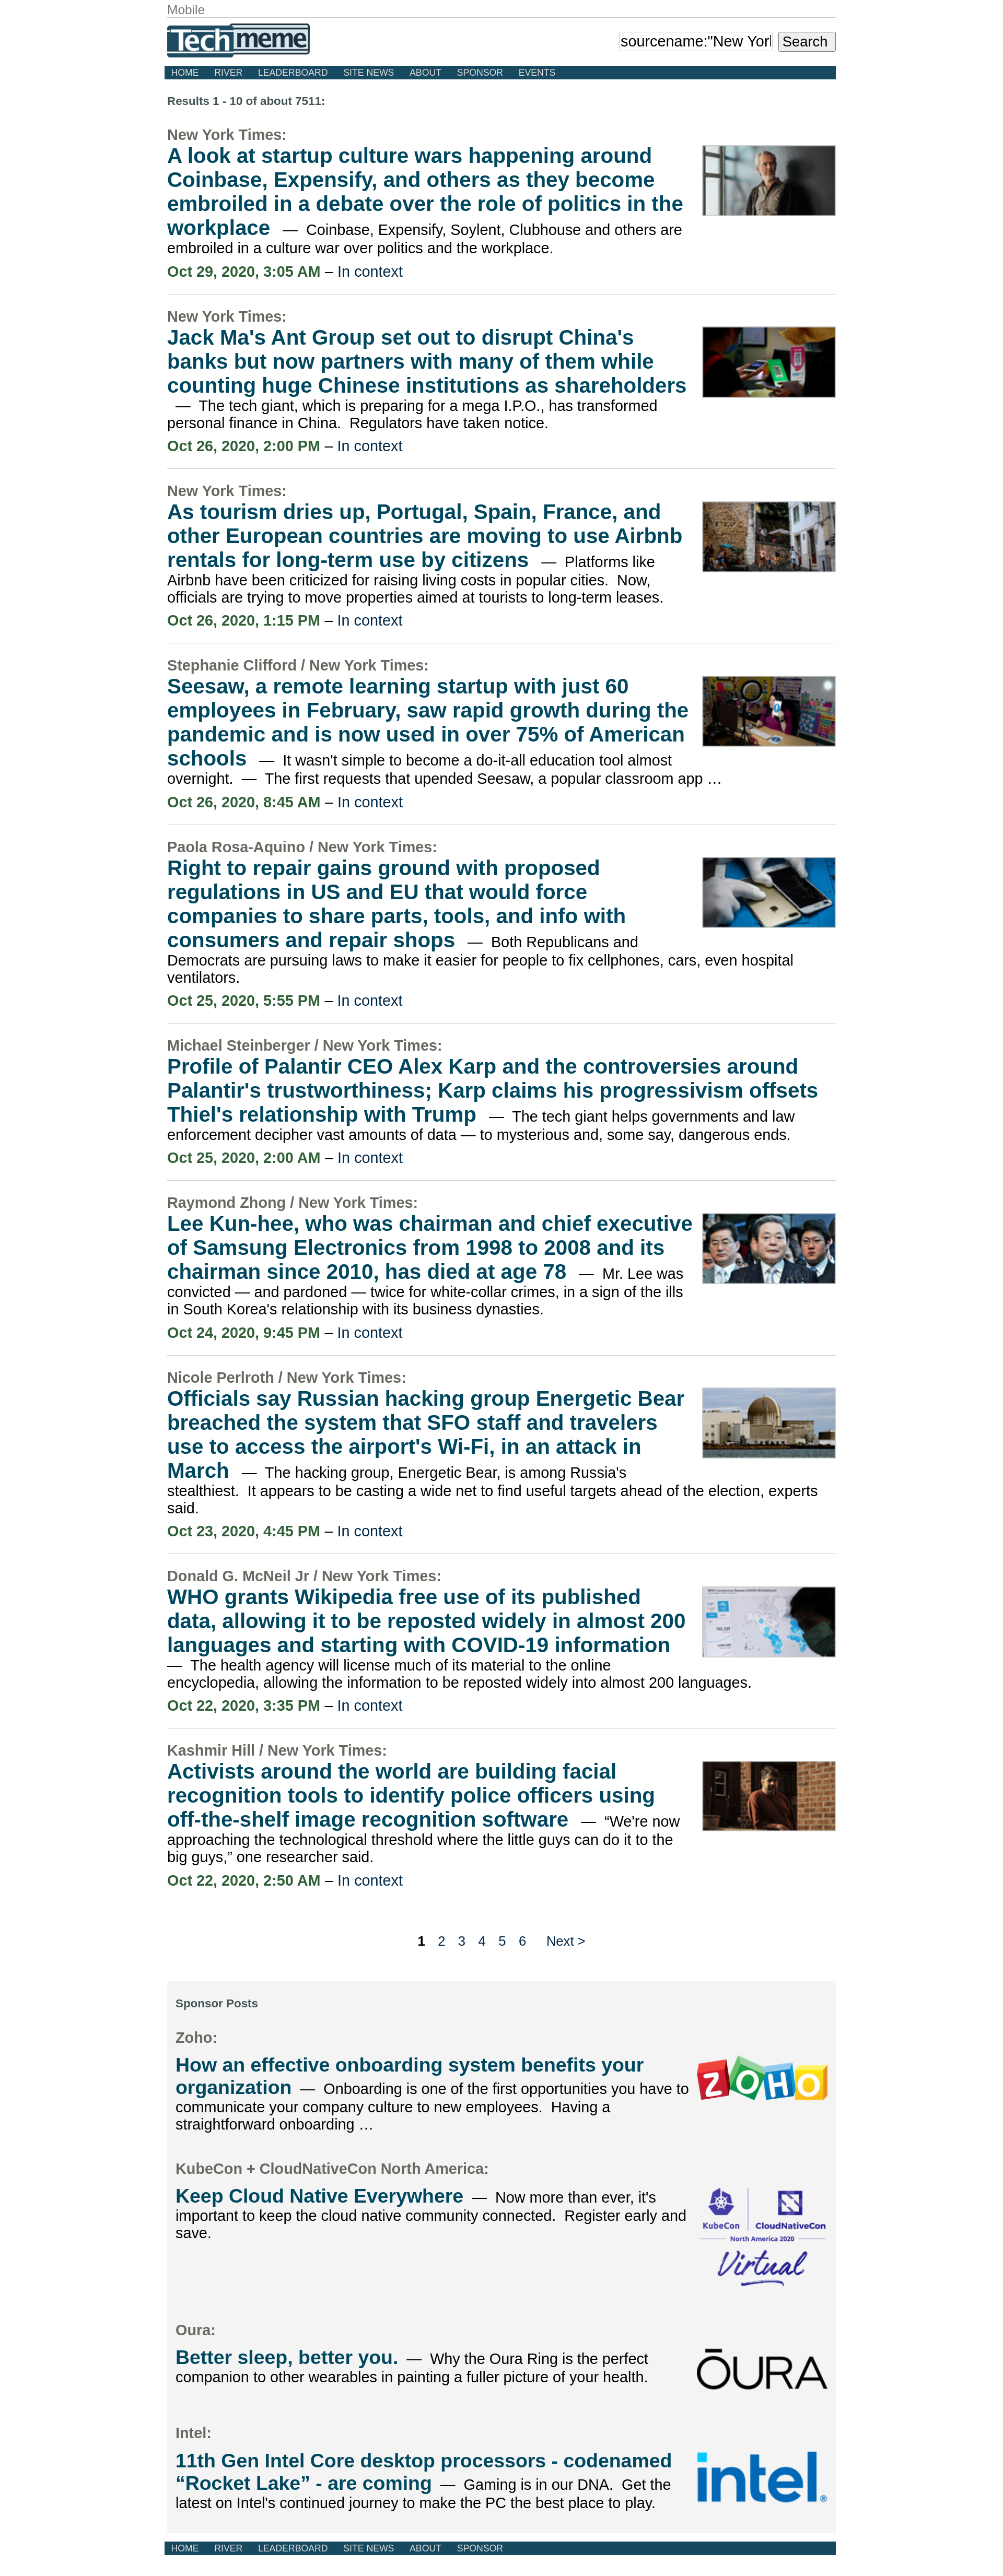 Mobile
Techmeme
sourcename:"New Yorl Search
HOME RIVER LEADERBOARD SITE NEWS ABOUT SPONSOR EVENTS
Results 1 - 10 of about 7511:
New York Times:
A look at startup culture wars happening around
Coinbase, Expensify, and others as they become
embroiled in a debate over the role of politics in the
workplace — Coinbase, Expensify, Soylent, Clubhouse and others are
embroiled in a culture war over politics and the workplace.
Oct 29, 2020, 3:05 AM – In context
New York Times:
Jack Ma's Ant Group set out to disrupt China's
banks but now partners with many of them while
counting huge Chinese institutions as shareholders
— The tech giant, which is preparing for a mega I.P.O., has transformed
personal finance in China. Regulators have taken notice.
Oct 26, 2020, 2:00 PM – In context
New York Times:
As tourism dries up, Portugal, Spain, France, and
other European countries are moving to use Airbnb
rentals for long-term use by citizens — Platforms like
Airbnb have been criticized for raising living costs in popular cities. Now,
officials are trying to move properties aimed at tourists to long-term leases.
Oct 26, 2020, 1:15 PM – In context
Stephanie Clifford / New York Times:
Seesaw, a remote learning startup with just 60
employees in February, saw rapid growth during the
pandemic and is now used in over 75% of American
schools — It wasn't simple to become a do-it-all education tool almost
overnight. — The first requests that upended Seesaw, a popular classroom app …
Oct 26, 2020, 8:45 AM – In context
Paola Rosa-Aquino / New York Times:
Right to repair gains ground with proposed
regulations in US and EU that would force
companies to share parts, tools, and info with
consumers and repair shops — Both Republicans and
Democrats are pursuing laws to make it easier for people to fix cellphones, cars, even hospital
ventilators.
Oct 25, 2020, 5:55 PM – In context
Michael Steinberger / New York Times:
Profile of Palantir CEO Alex Karp and the controversies around
Palantir's trustworthiness; Karp claims his progressivism offsets
Thiel's relationship with Trump — The tech giant helps governments and law
enforcement decipher vast amounts of data — to mysterious and, some say, dangerous ends.
Oct 25, 2020, 2:00 AM – In context
Raymond Zhong / New York Times:
Lee Kun-hee, who was chairman and chief executive
of Samsung Electronics from 1998 to 2008 and its
chairman since 2010, has died at age 78 — Mr. Lee was
convicted — and pardoned — twice for white-collar crimes, in a sign of the ills
in South Korea's relationship with its business dynasties.
Oct 24, 2020, 9:45 PM – In context
Nicole Perlroth / New York Times:
Officials say Russian hacking group Energetic Bear
breached the system that SFO staff and travelers
use to access the airport's Wi-Fi, in an attack in
March — The hacking group, Energetic Bear, is among Russia's
stealthiest. It appears to be casting a wide net to find useful targets ahead of the election, experts
said.
Oct 23, 2020, 4:45 PM – In context
Donald G. McNeil Jr / New York Times:
WHO grants Wikipedia free use of its published
data, allowing it to be reposted widely in almost 200
languages and starting with COVID-19 information
— The health agency will license much of its material to the online
encyclopedia, allowing the information to be reposted widely into almost 200 languages.
Oct 22, 2020, 3:35 PM – In context
Kashmir Hill / New York Times:
Activists around the world are building facial
recognition tools to identify police officers using
off-the-shelf image recognition software — “We're now
approaching the technological threshold where the little guys can do it to the
big guys,” one researcher said.
Oct 22, 2020, 2:50 AM – In context
1 2 3 4 5 6 Next >
Sponsor Posts
Zoho:
How an effective onboarding system benefits your
organization — Onboarding is one of the first opportunities you have to
communicate your company culture to new employees. Having a
straightforward onboarding …
ZOHO
KubeCon + CloudNativeCon North America:
Keep Cloud Native Everywhere — Now more than ever, it's
important to keep the cloud native community connected. Register early and
save.
KubeCon CloudNativeCon
North America 2020
Virtual
Oura:
Better sleep, better you. — Why the Oura Ring is the perfect
companion to other wearables in painting a fuller picture of your health.
ŌURA
Intel:
11th Gen Intel Core desktop processors - codenamed
“Rocket Lake” - are coming — Gaming is in our DNA. Get the
latest on Intel's continued journey to make the PC the best place to play.
intel®
HOME RIVER LEADERBOARD SITE NEWS ABOUT SPONSOR